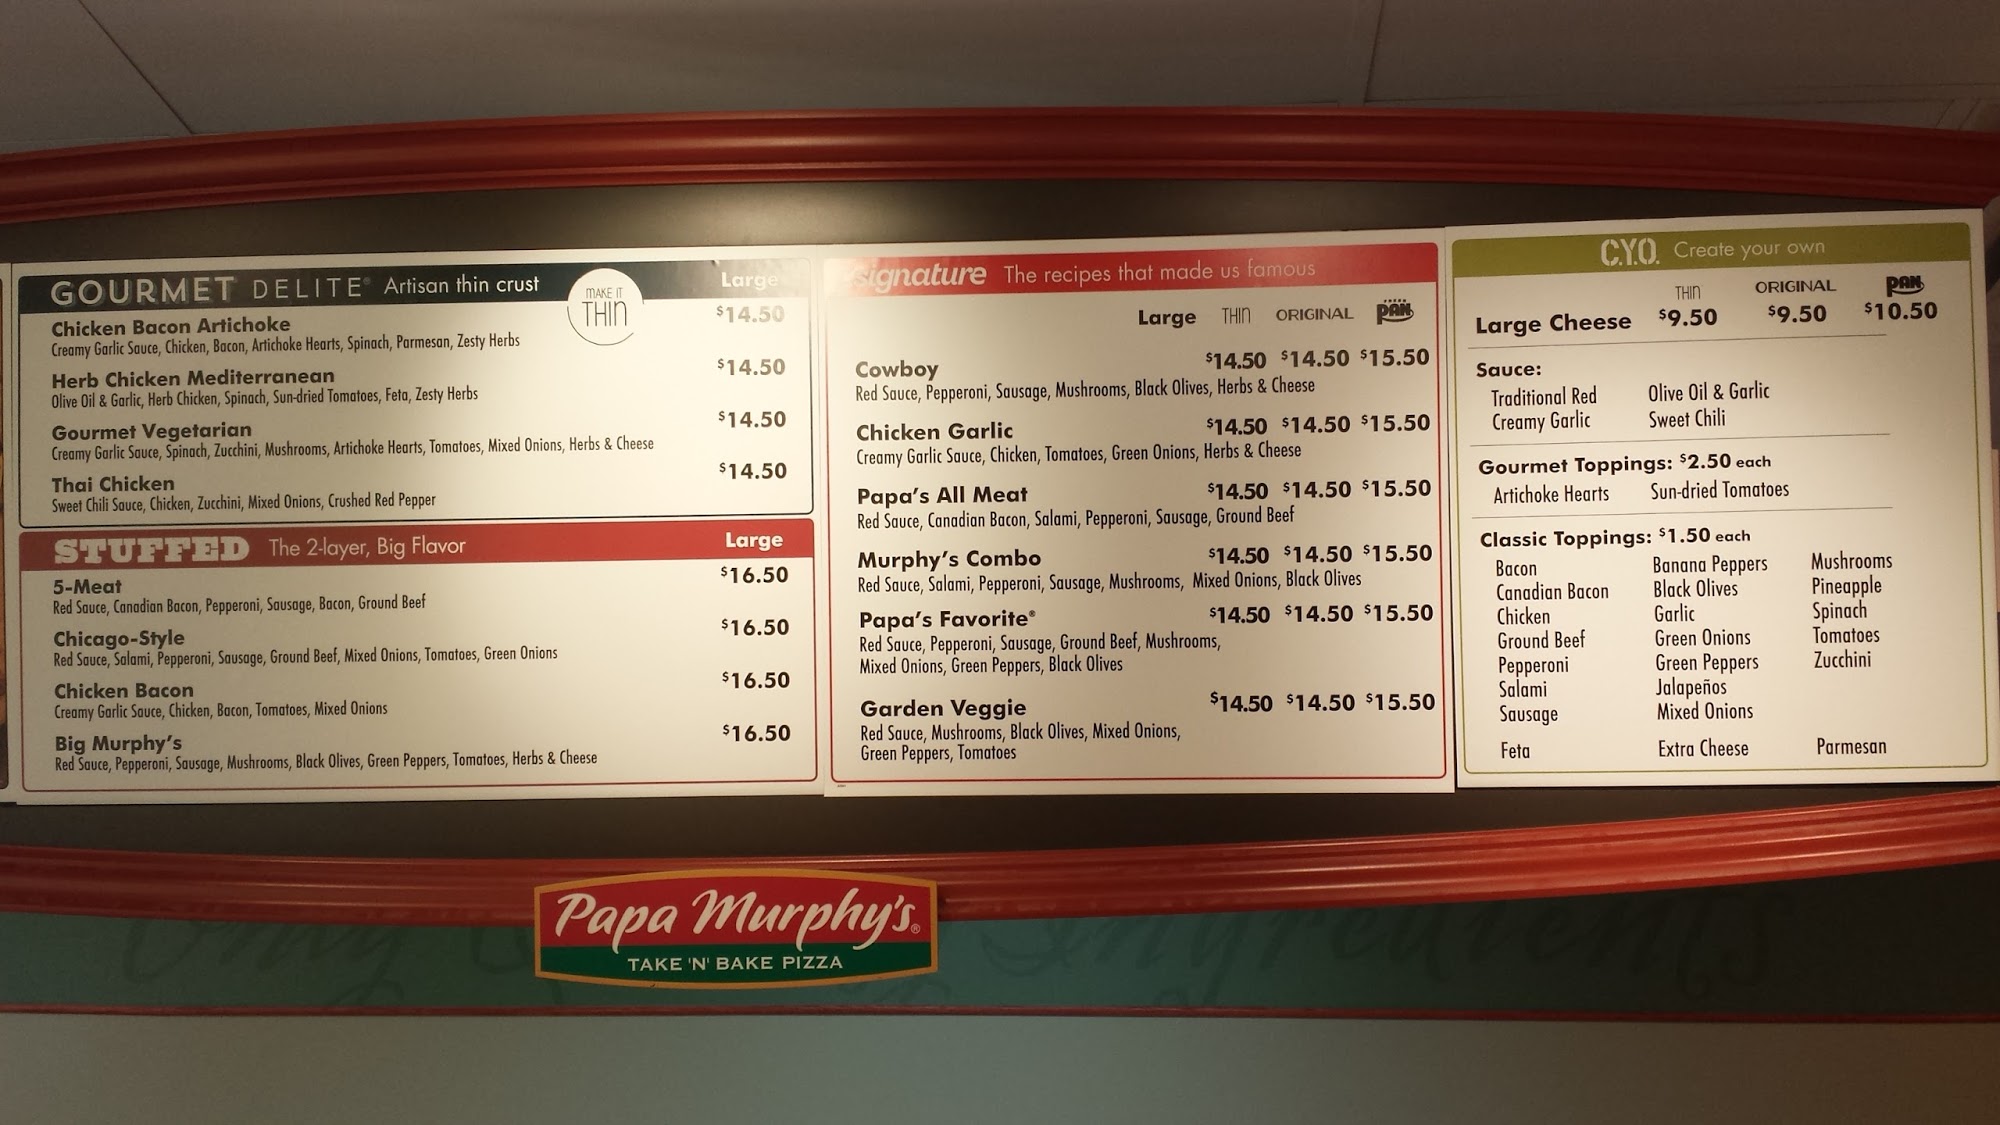 GOURMET DELITE® Artisan thin crust
MAKE IT
THIN
Large
Chicken Bacon Artichoke $14.50
Creamy Garlic Sauce, Chicken, Bacon, Artichoke Hearts, Spinach, Parmesan, Zesty Herbs
Herb Chicken Mediterranean $14.50
Olive Oil & Garlic, Herb Chicken, Spinach, Sun-dried Tomatoes, Feta, Zesty Herbs
Gourmet Vegetarian $14.50
Creamy Garlic Sauce, Spinach, Zucchini, Mushrooms, Artichoke Hearts, Tomatoes, Mixed Onions, Herbs & Cheese
Thai Chicken $14.50
Sweet Chili Sauce, Chicken, Zucchini, Mixed Onions, Crushed Red Pepper
STUFFED The 2-layer, Big Flavor Large
5-Meat $16.50
Red Sauce, Canadian Bacon, Pepperoni, Sausage, Bacon, Ground Beef
Chicago-Style $16.50
Red Sauce, Salami, Pepperoni, Sausage, Ground Beef, Mixed Onions, Tomatoes, Green Onions
Chicken Bacon $16.50
Creamy Garlic Sauce, Chicken, Bacon, Tomatoes, Mixed Onions
Big Murphy's $16.50
Red Sauce, Pepperoni, Sausage, Mushrooms, Black Olives, Green Peppers, Tomatoes, Herbs & Cheese
signature The recipes that made us famous
Large THIN ORIGINAL PAN
Cowboy $14.50 $14.50 $15.50
Red Sauce, Pepperoni, Sausage, Mushrooms, Black Olives, Herbs & Cheese
Chicken Garlic $14.50 $14.50 $15.50
Creamy Garlic Sauce, Chicken, Tomatoes, Green Onions, Herbs & Cheese
Papa's All Meat $14.50 $14.50 $15.50
Red Sauce, Canadian Bacon, Salami, Pepperoni, Sausage, Ground Beef
Murphy's Combo $14.50 $14.50 $15.50
Red Sauce, Salami, Pepperoni, Sausage, Mushrooms, Mixed Onions, Black Olives
Papa's Favorite® $14.50 $14.50 $15.50
Red Sauce, Pepperoni, Sausage, Ground Beef, Mushrooms,
Mixed Onions, Green Peppers, Black Olives
Garden Veggie $14.50 $14.50 $15.50
Red Sauce, Mushrooms, Black Olives, Mixed Onions,
Green Peppers, Tomatoes
C.Y.O. Create your own
THIN ORIGINAL PAN
Large Cheese $9.50 $9.50 $10.50
Sauce:
Traditional Red Olive Oil & Garlic
Creamy Garlic Sweet Chili
Gourmet Toppings: $2.50 each
Artichoke Hearts Sun-dried Tomatoes
Classic Toppings: $1.50 each
Bacon Banana Peppers Mushrooms
Canadian Bacon Black Olives Pineapple
Chicken Garlic Spinach
Ground Beef Green Onions Tomatoes
Pepperoni Green Peppers Zucchini
Salami Jalapeños
Sausage Mixed Onions
Feta Extra Cheese Parmesan
Papa Murphy's®
TAKE 'N' BAKE PIZZA
Only Ingredients